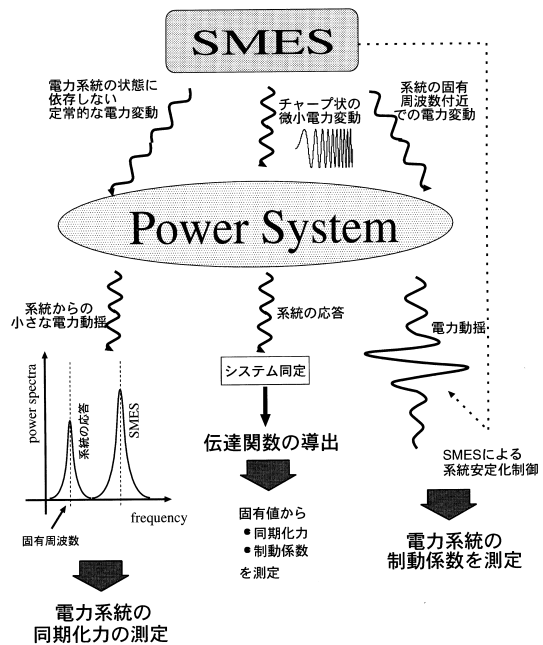 SMES
電力系統の状態に
依存しない
定常的な電力変動
チャープ状の
微小電力変動
系統の固有
周波数付近
での電力変動
Power System
系統からの
小さな電力動揺
系統の応答
電力動揺
power spectra
系統の応答
SMES
frequency
固有周波数
システム同定
伝達関数の導出
SMESによる
系統安定化制御
固有値から
• 同期化力
• 制動係数
を測定
電力系統の
制動係数を測定
電力系統の
同期化力の測定